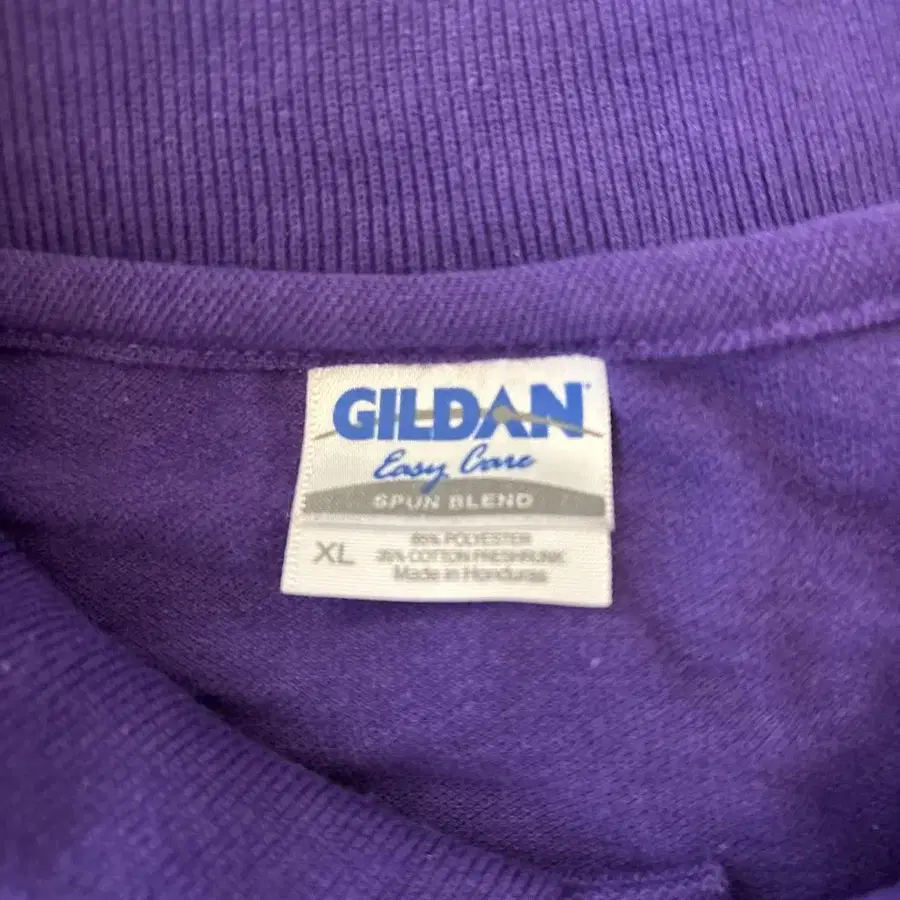 GILDAN
Easy Care
SPUN BLEND
XL
65% POLYESTER
35% COTTON PRESHRUNK
Made in Honduras